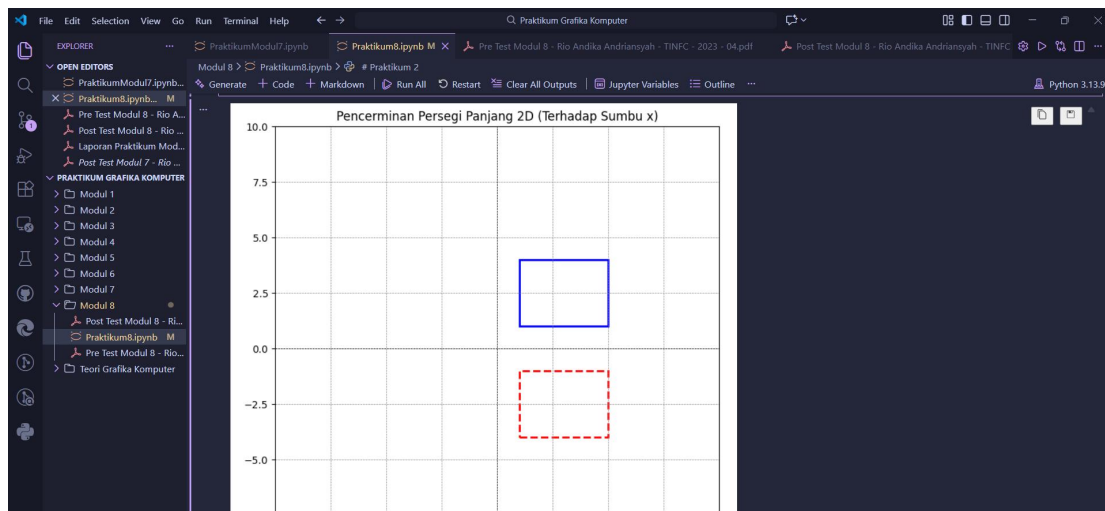 File Edit Selection View Go Run Terminal Help
Praktikum Grafika Komputer
EXPLORER
PraktikumModul7.ipynb
Praktikum8.ipynb M
Pre Test Modul 8 - Rio Andika Andriansyah - TINFC - 2023 - 04.pdf
Post Test Modul 8 - Rio Andika Andriansyah - TINFC
OPEN EDITORS
PraktikumModul7.ipynb...
Praktikum8.ipynb... M
Pre Test Modul 8 - Rio A...
Post Test Modul 8 - Rio ...
Laporan Praktikum Mod...
Post Test Modul 7 - Rio ...
PRAKTIKUM GRAFIKA KOMPUTER
Modul 1
Modul 2
Modul 3
Modul 4
Modul 5
Modul 6
Modul 7
Modul 8
Post Test Modul 8 - Ri...
Praktikum8.ipynb M
Pre Test Modul 8 - Rio...
Teori Grafika Komputer
1
Modul 8 > Praktikum8.ipynb > # Praktikum 2
Generate + Code + Markdown Run All Restart Clear All Outputs Jupyter Variables Outline ...
Python 3.13.9
Pencerminan Persegi Panjang 2D (Terhadap Sumbu x)
10.0
7.5
5.0
2.5
0.0
−2.5
−5.0